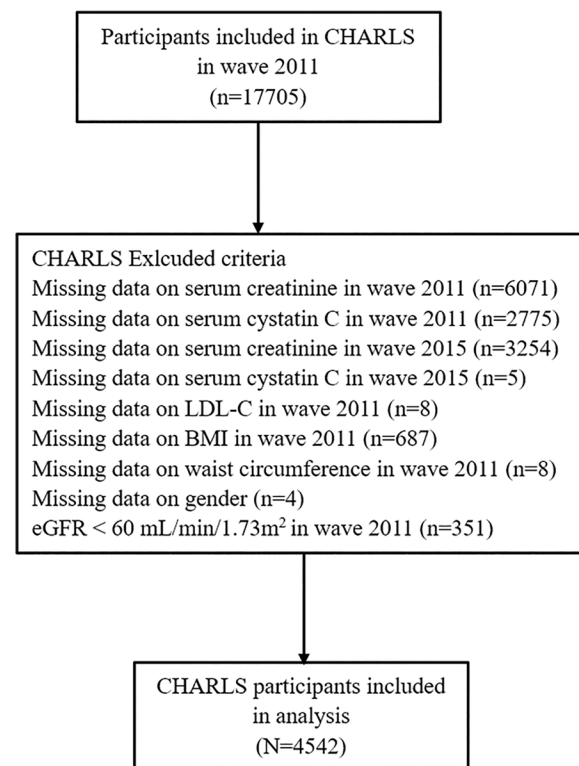 Participants included in CHARLS
in wave 2011
(n=17705)
CHARLS Exlcuded criteria
Missing data on serum creatinine in wave 2011 (n=6071)
Missing data on serum cystatin C in wave 2011 (n=2775)
Missing data on serum creatinine in wave 2015 (n=3254)
Missing data on serum cystatin C in wave 2015 (n=5)
Missing data on LDL-C in wave 2011 (n=8)
Missing data on BMI in wave 2011 (n=687)
Missing data on waist circumference in wave 2011 (n=8)
Missing data on gender (n=4)
eGFR < 60 mL/min/1.73m² in wave 2011 (n=351)
CHARLS participants included
in analysis
(N=4542)